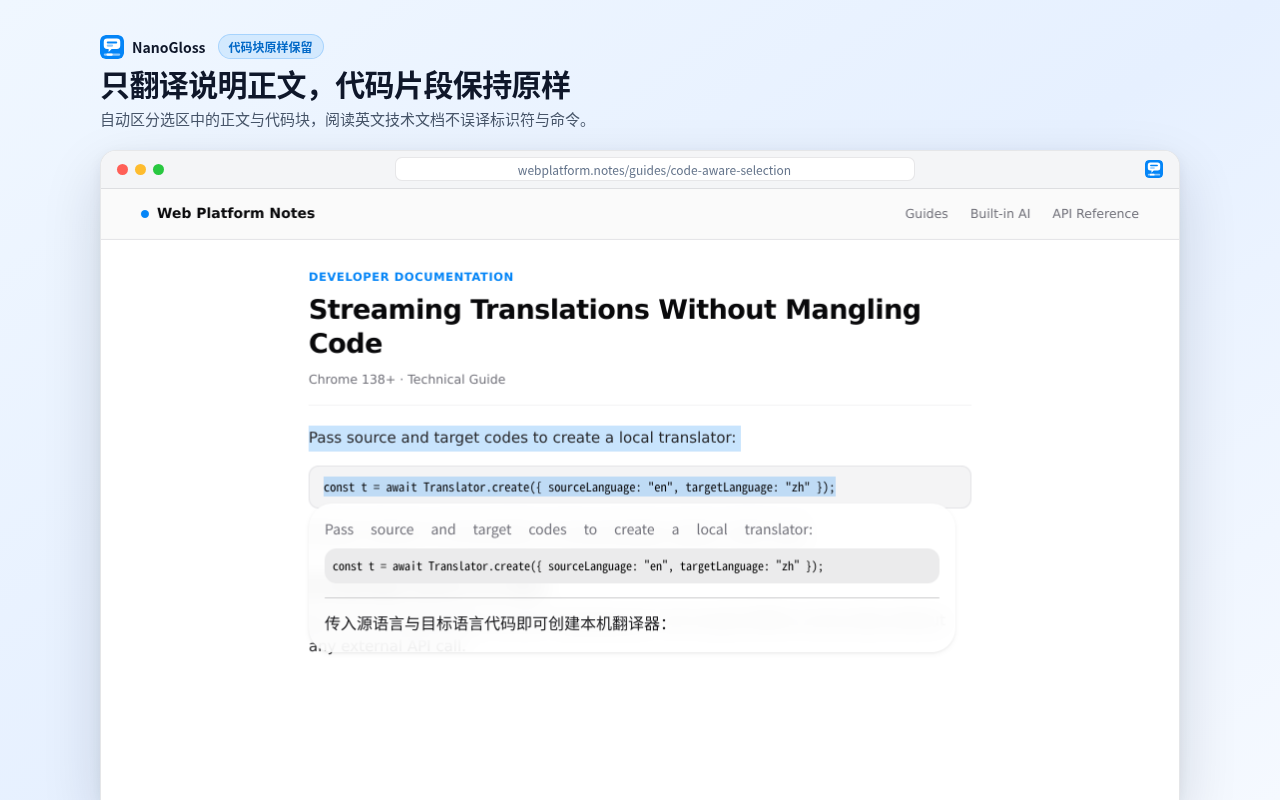 NanoGloss 代码块原样保留
只翻译说明正文，代码片段保持原样
自动区分选区中的正文与代码块，阅读英文技术文档不误译标识符与命令。
webplatform.notes/guides/code-aware-selection
Web Platform Notes Guides Built-in AI API Reference
DEVELOPER DOCUMENTATION
Streaming Translations Without Mangling
Code
Chrome 138+ · Technical Guide
Pass source and target codes to create a local translator:
const t = await Translator.create({ sourceLanguage: "en", targetLanguage: "zh" });
Pass source and target codes to create a local translator:
const t = await Translator.create({ sourceLanguage: "en", targetLanguage: "zh" });
传入源语言与目标语言代码即可创建本机翻译器：
any external API call.